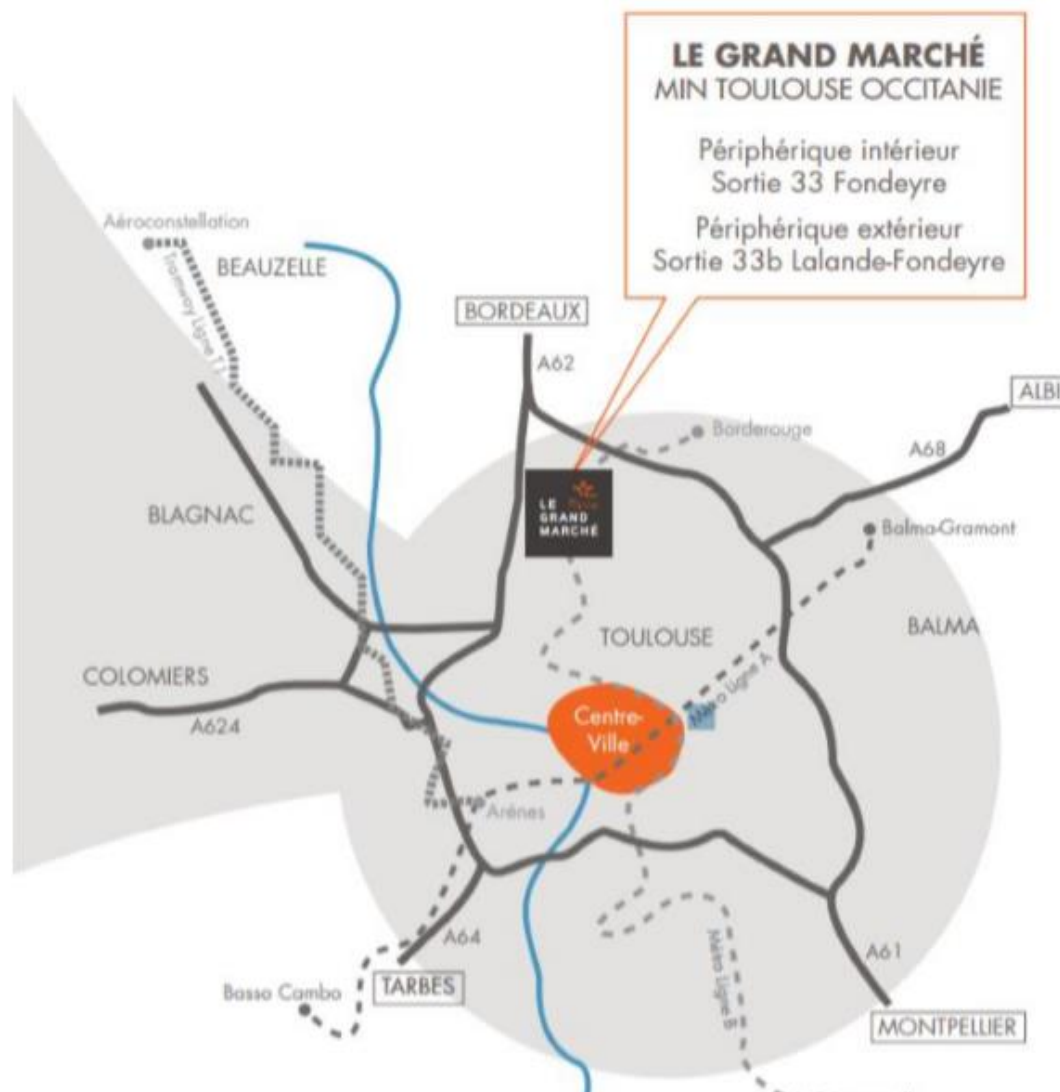 LE GRAND MARCHÉ
MIN TOULOUSE OCCITANIE
Périphérique intérieur
Sortie 33 Fondeyre
Périphérique extérieur
Sortie 33b Lalande-Fondeyre
Aéroconstellation
BEAUZELLE
Tramway Ligne T1
BORDEAUX
A62
ALBI
Borderouge
A68
LE
GRAND
MARCHÉ
BLAGNAC
Balma-Gramont
TOULOUSE
BALMA
COLOMIERS
A624
Métro Ligne A
Centre-
Ville
Arénes
A64
Métro Ligne B
A61
Basso Cambo
TARBES
MONTPELLIER